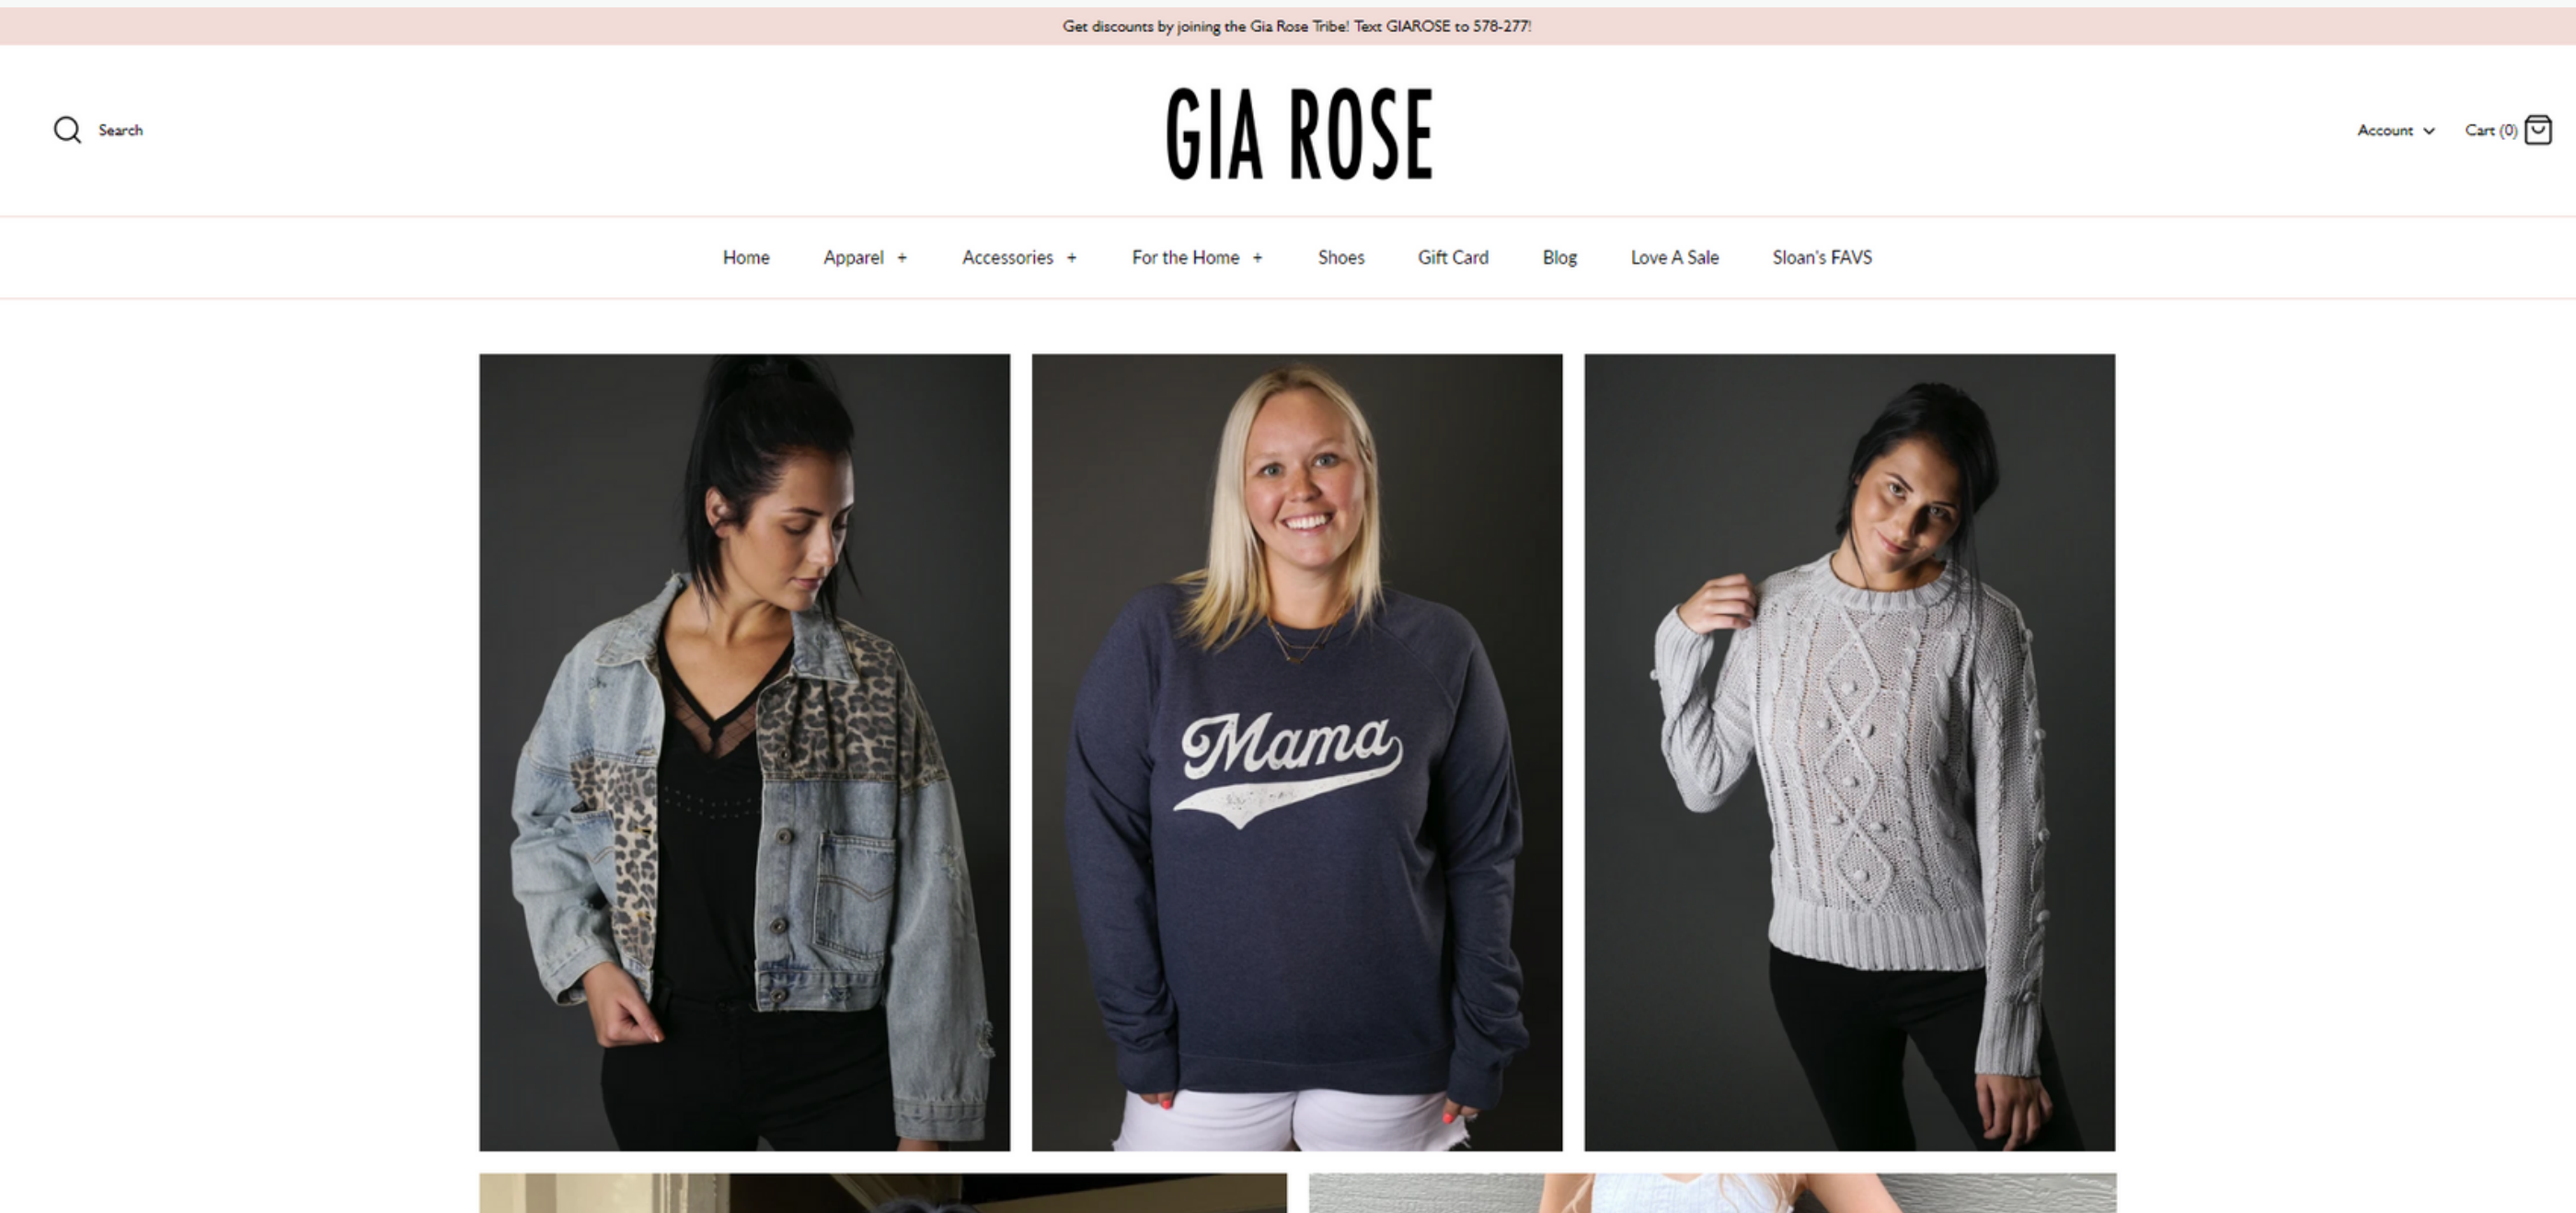 Get discounts by joining the Gia Rose Tribe! Text GIAROSE to 578-277!
Search
GIA ROSE
Account
Cart (0)
Home Apparel + Accessories + For the Home + Shoes Gift Card Blog Love A Sale Sloan's FAVS
Mama